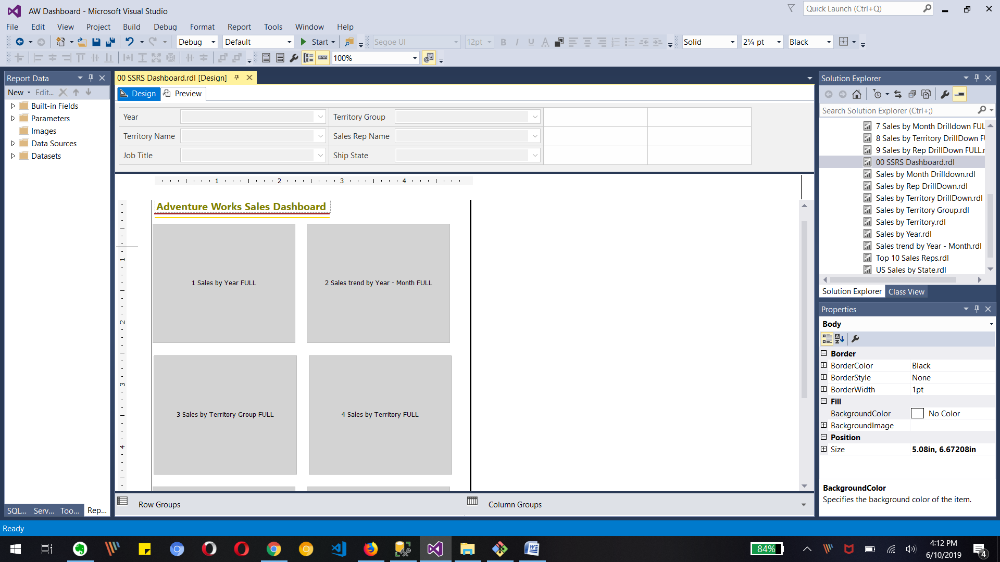 AW Dashboard - Microsoft Visual Studio
Quick Launch (Ctrl+Q)
File Edit View Project Build Debug Format Report Tools Window Help
Debug Default Start Segoe UI 12pt B I U A Solid 2¼ pt Black
100%
Report Data
New Edit...
Built-in Fields
Parameters
Images
Data Sources
Datasets
SQL... Serv... Too... Rep...
00 SSRS Dashboard.rdl [Design]
Design Preview
Year Territory Group
Territory Name Sales Rep Name
Job Title Ship State
1 2 3 4
Adventure Works Sales Dashboard
1
2
3
4
1 Sales by Year FULL
2 Sales trend by Year - Month FULL
3 Sales by Territory Group FULL
4 Sales by Territory FULL
Row Groups
Column Groups
Solution Explorer
Search Solution Explorer (Ctrl+;)
7 Sales by Month Drilldown FUL
8 Sales by Territory DrillDown F
9 Sales by Rep DrillDown FULL.r
00 SSRS Dashboard.rdl
Sales by Month Drilldown.rdl
Sales by Rep DrillDown.rdl
Sales by Territory DrillDown.rdl
Sales by Territory Group.rdl
Sales by Territory.rdl
Sales by Year.rdl
Sales trend by Year - Month.rdl
Top 10 Sales Reps.rdl
US Sales by State.rdl
Solution Explorer Class View
Properties
Body
Border
BorderColor Black
BorderStyle None
BorderWidth 1pt
Fill
BackgroundColor No Color
BackgroundImage
Position
Size 5.08in, 6.67208in
BackgroundColor
Specifies the background color of the item.
Ready
84%
4:12 PM
6/10/2019
4